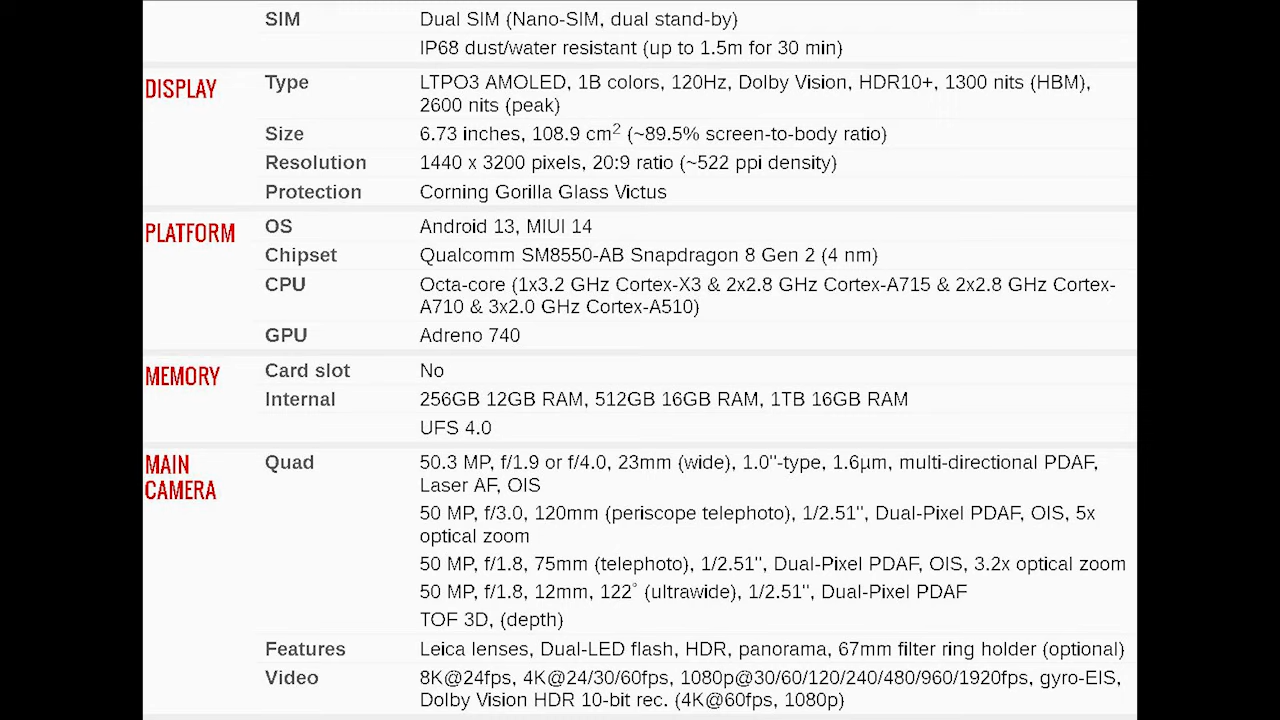 SIM Dual SIM (Nano-SIM, dual stand-by)
IP68 dust/water resistant (up to 1.5m for 30 min)
DISPLAY Type LTPO3 AMOLED, 1B colors, 120Hz, Dolby Vision, HDR10+, 1300 nits (HBM),
2600 nits (peak)
Size 6.73 inches, 108.9 cm² (~89.5% screen-to-body ratio)
Resolution 1440 x 3200 pixels, 20:9 ratio (~522 ppi density)
Protection Corning Gorilla Glass Victus
PLATFORM OS Android 13, MIUI 14
Chipset Qualcomm SM8550-AB Snapdragon 8 Gen 2 (4 nm)
CPU Octa-core (1x3.2 GHz Cortex-X3 & 2x2.8 GHz Cortex-A715 & 2x2.8 GHz Cortex-
A710 & 3x2.0 GHz Cortex-A510)
GPU Adreno 740
MEMORY Card slot No
Internal 256GB 12GB RAM, 512GB 16GB RAM, 1TB 16GB RAM
UFS 4.0
MAIN CAMERA Quad 50.3 MP, f/1.9 or f/4.0, 23mm (wide), 1.0"-type, 1.6µm, multi-directional PDAF,
Laser AF, OIS
50 MP, f/3.0, 120mm (periscope telephoto), 1/2.51", Dual-Pixel PDAF, OIS, 5x
optical zoom
50 MP, f/1.8, 75mm (telephoto), 1/2.51", Dual-Pixel PDAF, OIS, 3.2x optical zoom
50 MP, f/1.8, 12mm, 122˚ (ultrawide), 1/2.51", Dual-Pixel PDAF
TOF 3D, (depth)
Features Leica lenses, Dual-LED flash, HDR, panorama, 67mm filter ring holder (optional)
Video 8K@24fps, 4K@24/30/60fps, 1080p@30/60/120/240/480/960/1920fps, gyro-EIS,
Dolby Vision HDR 10-bit rec. (4K@60fps, 1080p)